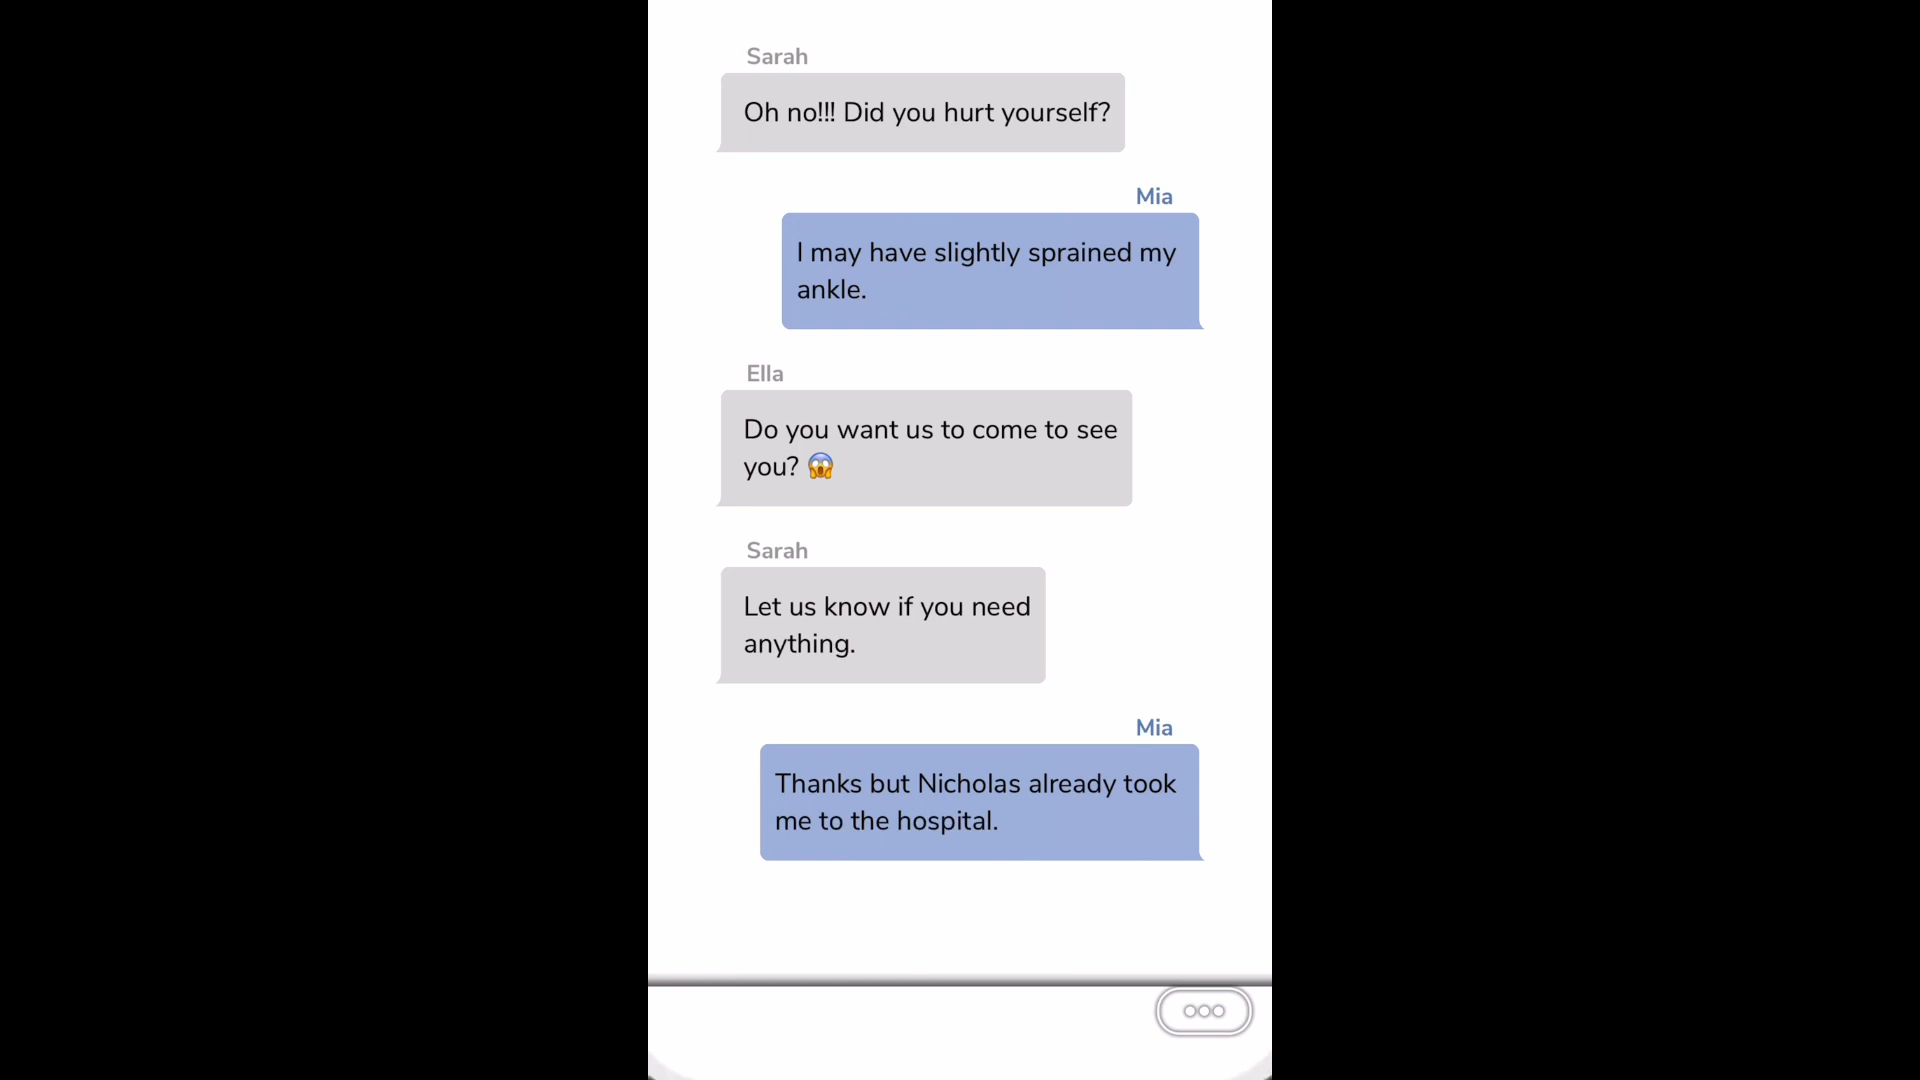 Sarah
Oh no!!! Did you hurt yourself?
Mia
I may have slightly sprained my
ankle.
Ella
Do you want us to come to see
you? 😱
Sarah
Let us know if you need
anything.
Mia
Thanks but Nicholas already took
me to the hospital.